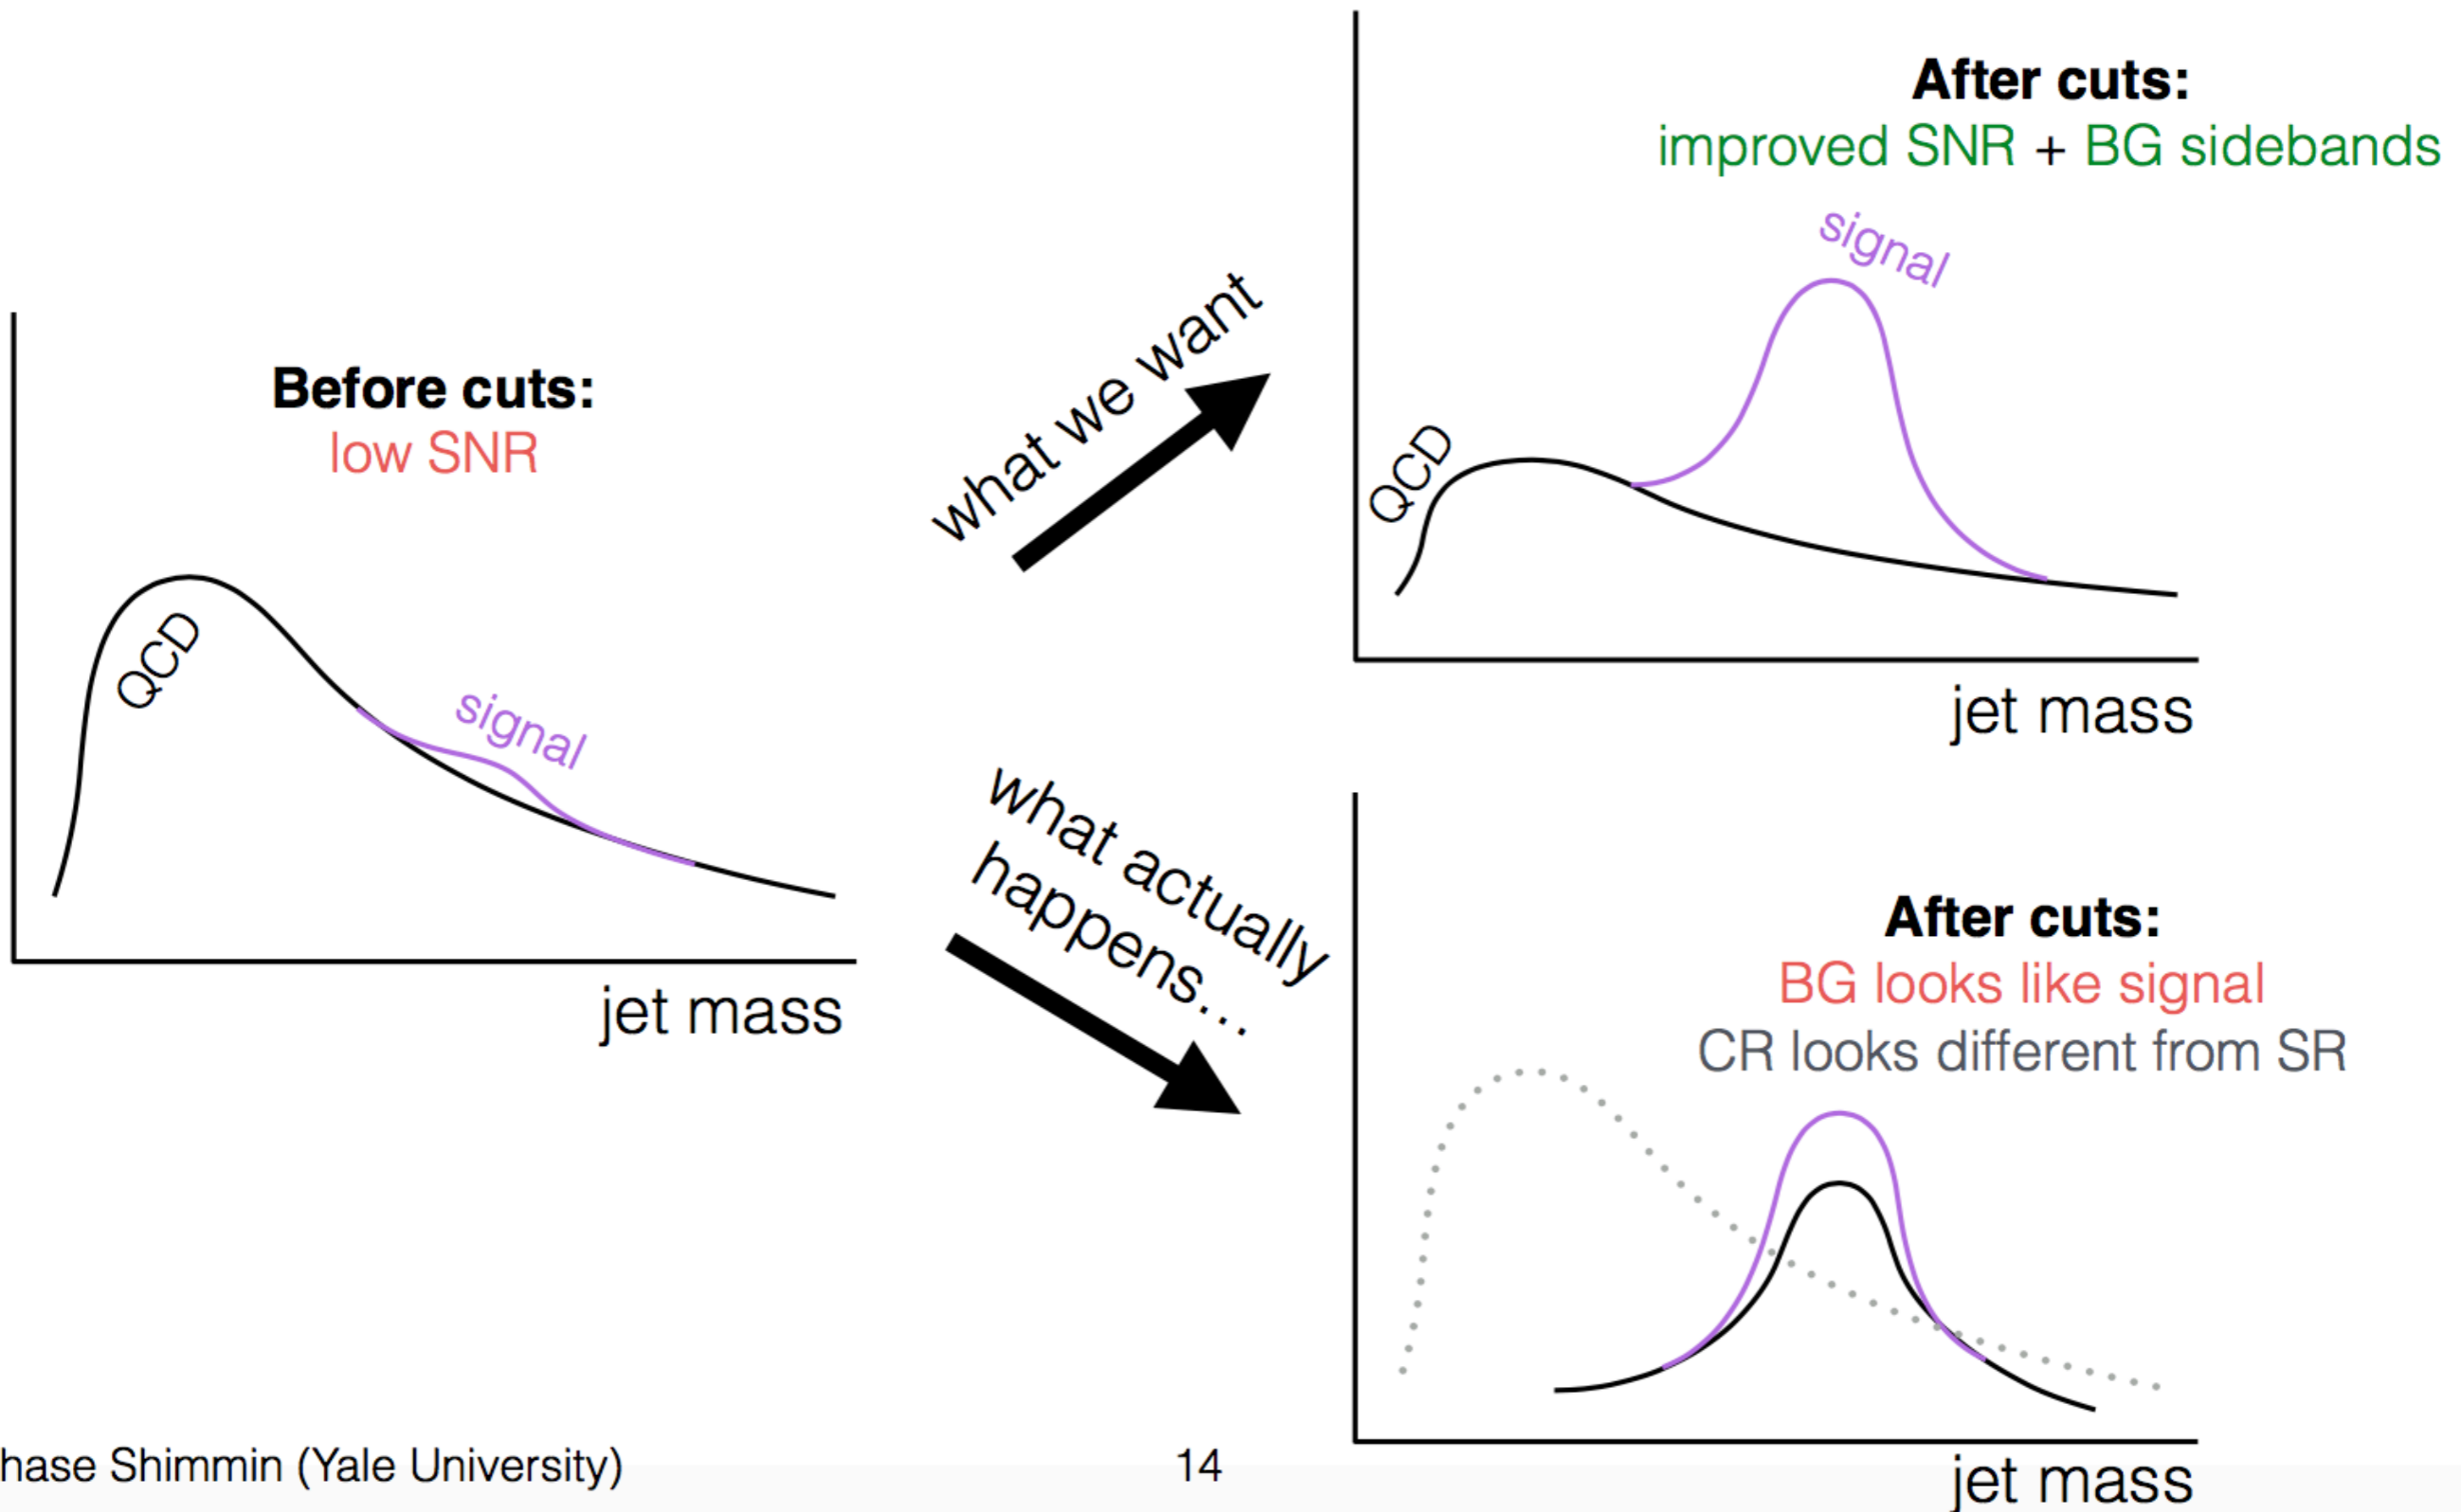 Before cuts:
low SNR
QCD
signal
jet mass
what we want
After cuts:
improved SNR + BG sidebands
signal
QCD
jet mass
what actually
happens...
After cuts:
BG looks like signal
CR looks different from SR
jet mass
hase Shimmin (Yale University)
14